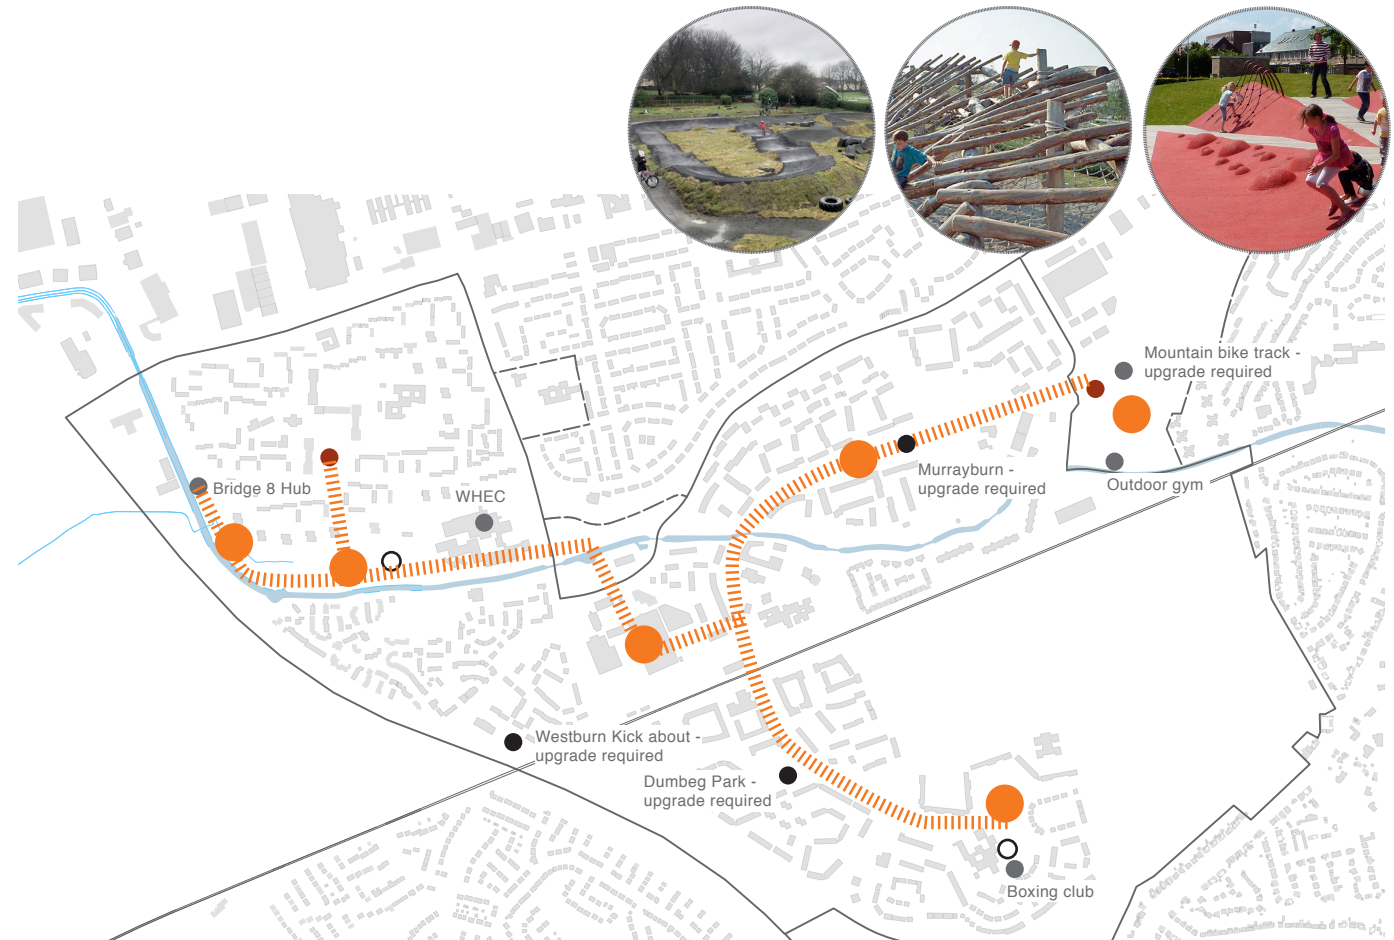 Mountain bike track -
upgrade required
Bridge 8 Hub
WHEC
Murrayburn -
upgrade required
Outdoor gym
Westburn Kick about -
upgrade required
Dumbeg Park -
upgrade required
Boxing club